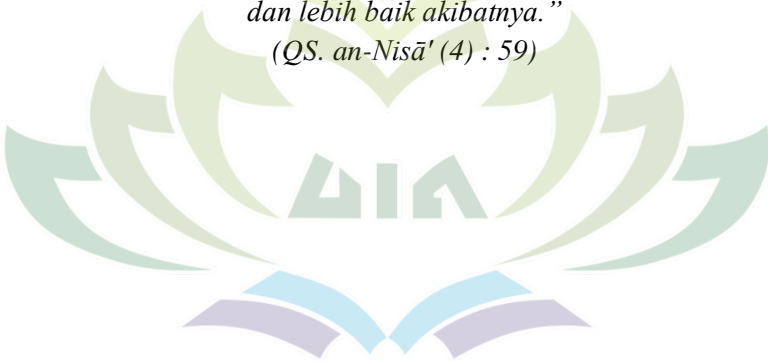 dan lebih baik akibatnya.”
(QS. an-Nisā' (4) : 59)